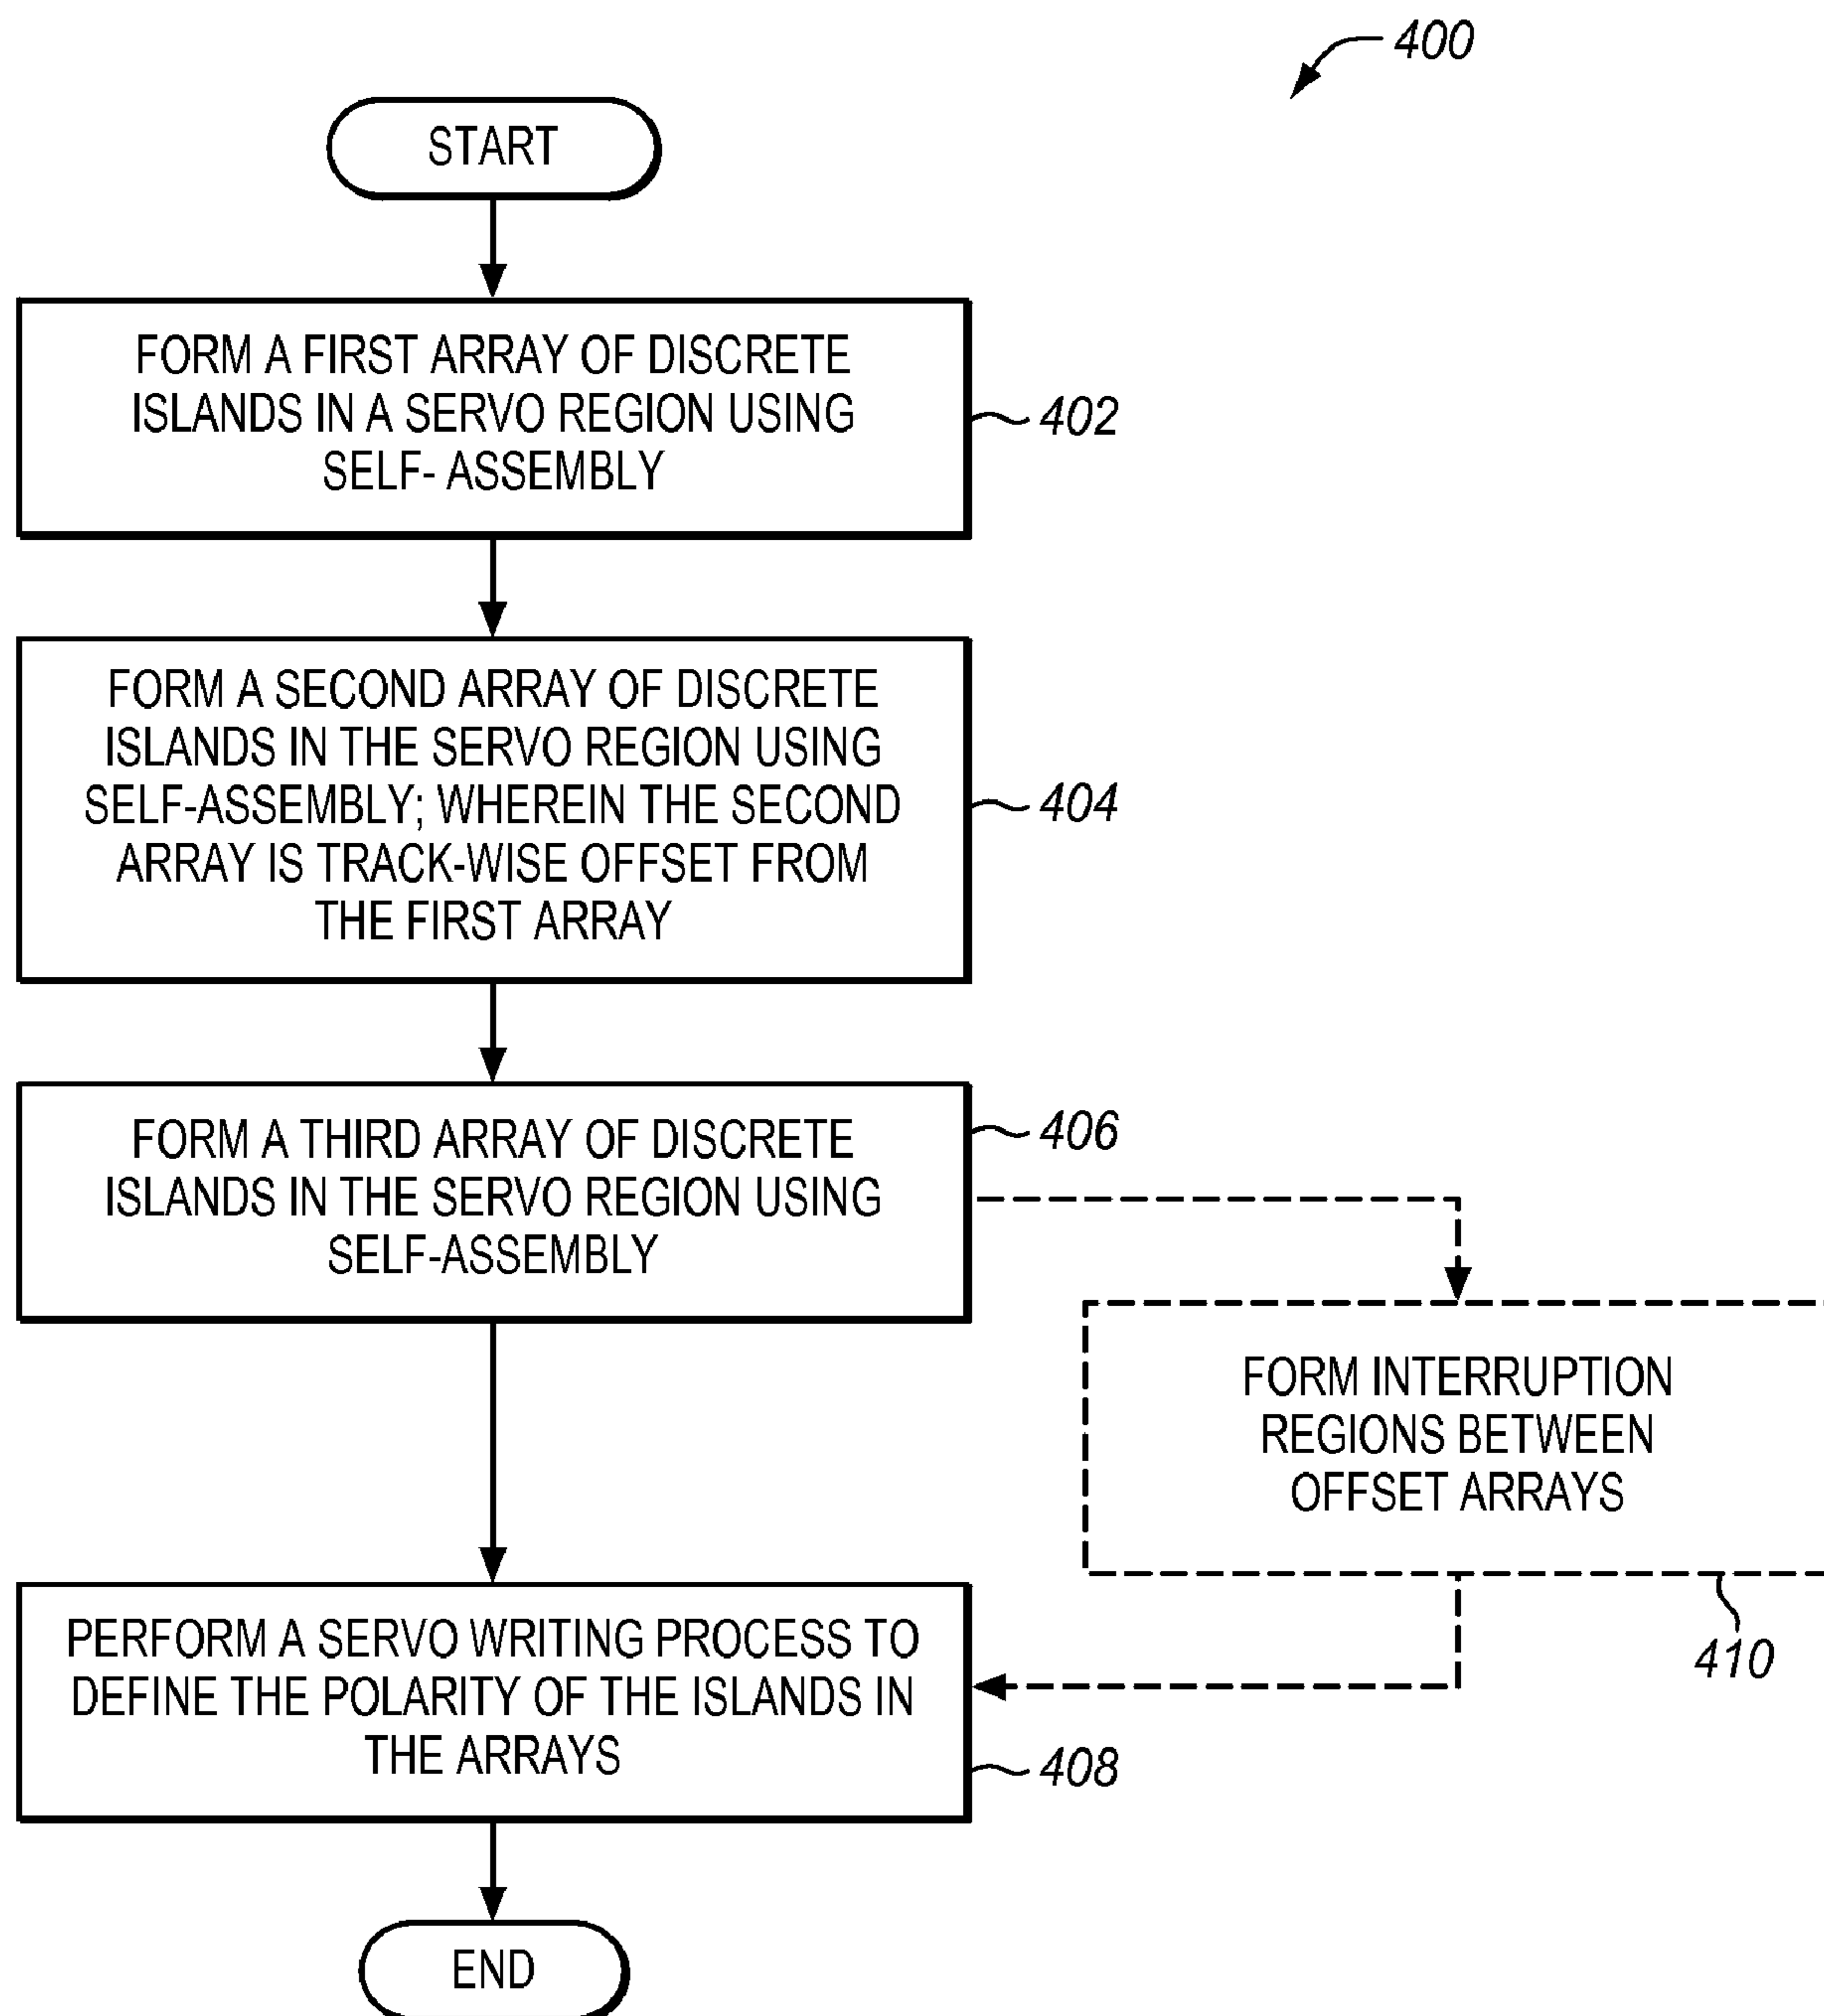 400
START
FORM A FIRST ARRAY OF DISCRETE
ISLANDS IN A SERVO REGION USING
SELF- ASSEMBLY
402
FORM A SECOND ARRAY OF DISCRETE
ISLANDS IN THE SERVO REGION USING
SELF-ASSEMBLY; WHEREIN THE SECOND
ARRAY IS TRACK-WISE OFFSET FROM
THE FIRST ARRAY
404
FORM A THIRD ARRAY OF DISCRETE
ISLANDS IN THE SERVO REGION USING
SELF-ASSEMBLY
406
FORM INTERRUPTION
REGIONS BETWEEN
OFFSET ARRAYS
410
PERFORM A SERVO WRITING PROCESS TO
DEFINE THE POLARITY OF THE ISLANDS IN
THE ARRAYS
408
END